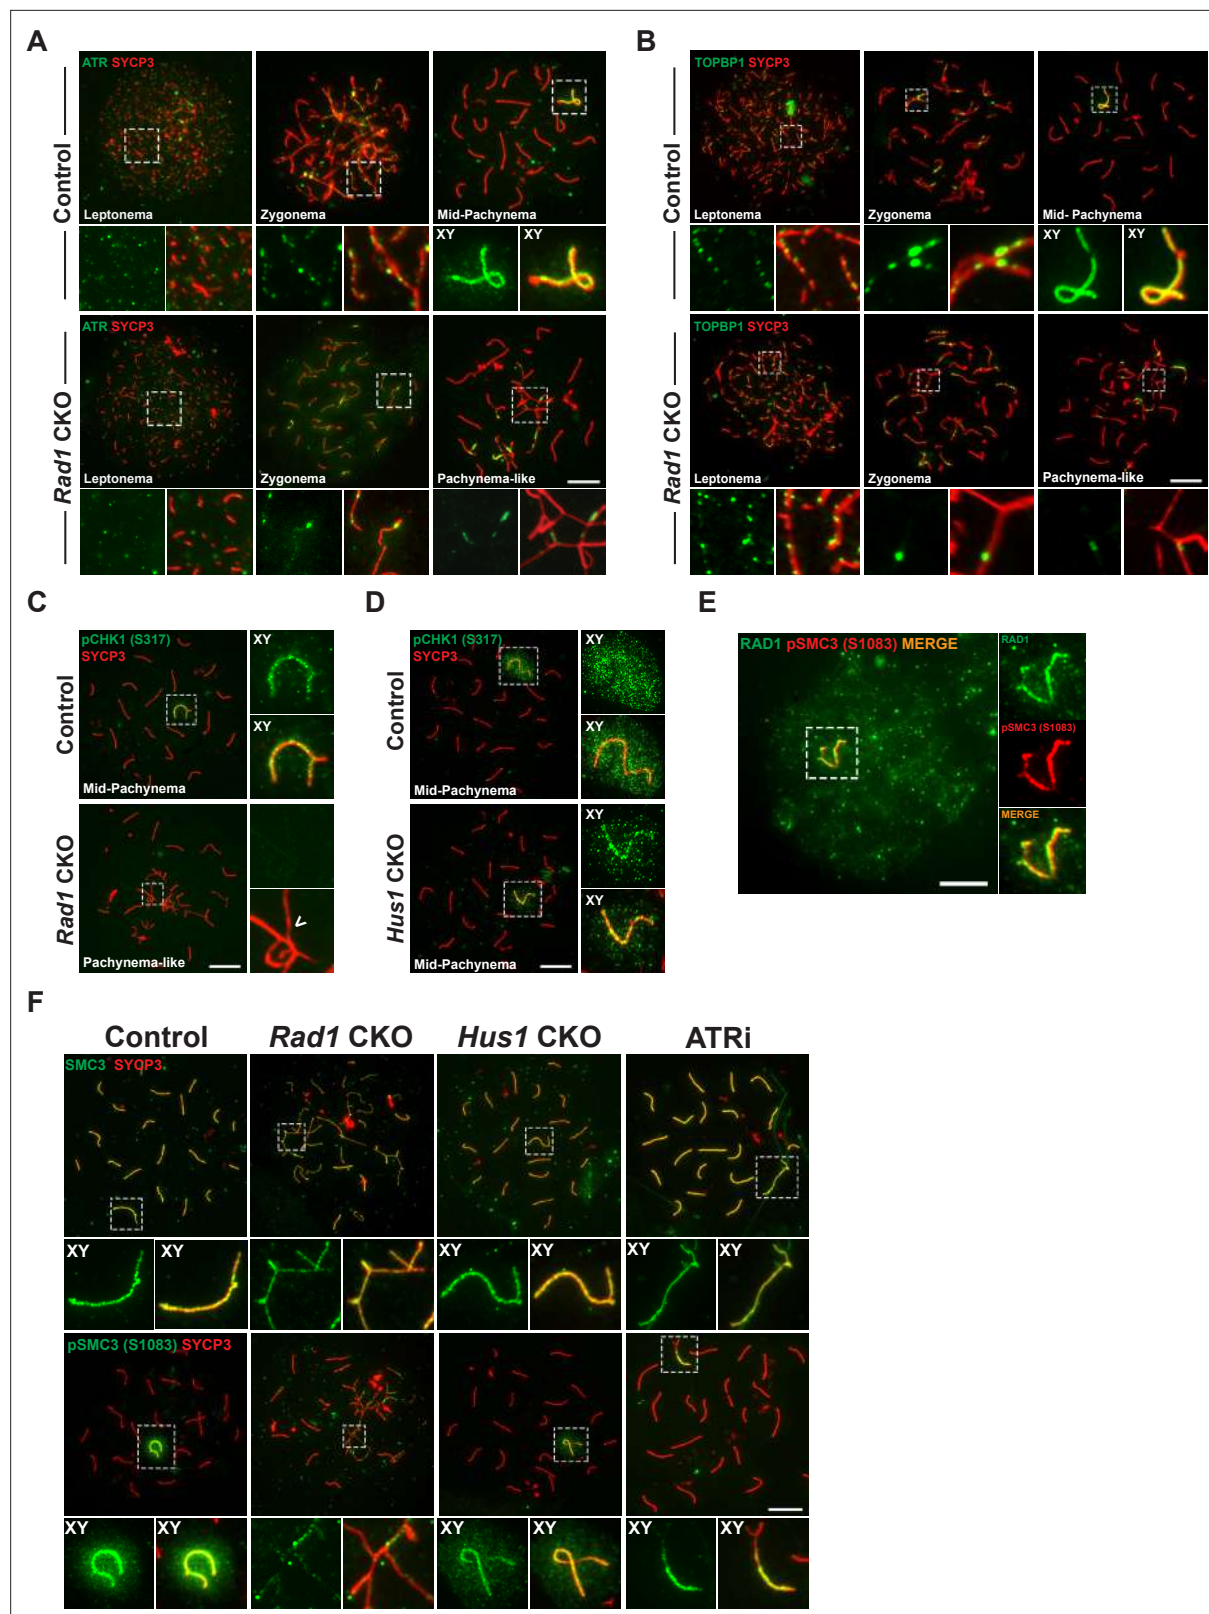 A
B
ATR SYCP3
Leptonema
Zygonema
Mid-Pachynema
XY
XY
Control
ATR SYCP3
Leptonema
Zygonema
Pachynema-like
Rad1 CKO
TOPBP1 SYCP3
Leptonema
Zygonema
Mid- Pachynema
XY
XY
Control
TOPBP1 SYCP3
Leptonema
Zygonema
Pachynema-like
Rad1 CKO
C
D
E
pCHK1 (S317)
SYCP3
XY
XY
Mid-Pachynema
Control
Pachynema-like
Rad1 CKO
pCHK1 (S317)
SYCP3
XY
XY
Mid-Pachynema
Control
XY
XY
Mid-Pachynema
Hus1 CKO
RAD1 pSMC3 (S1083) MERGE
RAD1
pSMC3 (S1083)
MERGE
F
Control
Rad1 CKO
Hus1 CKO
ATRi
SMC3 SYCP3
XY
XY
XY
XY
XY
XY
pSMC3 (S1083) SYCP3
XY
XY
XY
XY
XY
XY